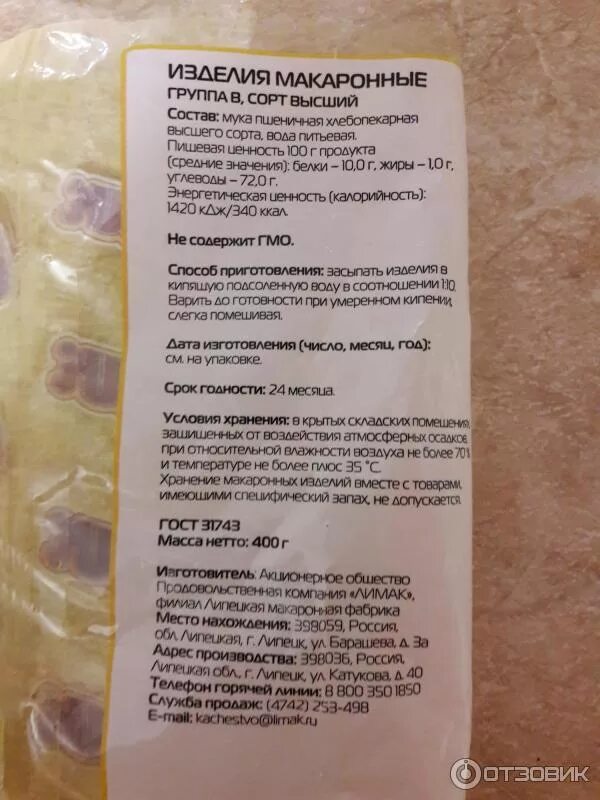 ИЗДЕЛИЯ МАКАРОННЫЕ
ГРУППА В, СОРТ ВЫСШИЙ
Состав: мука пшеничная хлебопекарная
высшего сорта, вода питьевая.
Пищевая ценность 100 г продукта
(средние значения): белки – 10,0 г, жиры – 1,0 г,
углеводы – 72,0 г.
Энергетическая ценность (калорийность):
1420 кДж/340 ккал.
Не содержит ГМО.
Способ приготовления: засыпать изделия в
кипящую подсоленную воду в соотношении 1:10.
Варить до готовности при умеренном кипении,
слегка помешивая.
Дата изготовления (число, месяц, год):
см. на упаковке.
Срок годности: 24 месяца.
Условия хранения: в крытых складских помещения
защищенных от воздействия атмосферных осадков
при относительной влажности воздуха не более 70%
и температуре не более плюс 35 °С.
Хранение макаронных изделий вместе с товарами,
имеющими специфический запах, не допускается.
ГОСТ 31743
Масса нетто: 400 г
Изготовитель: Акционерное общество
Продовольственная компания «ЛИМАК»,
филиал Липецкая макаронная фабрика
Место нахождения: 398059, Россия,
обл. Липецкая, г. Липецк, ул. Барашева, д. 3а
Адрес производства: 398036, Россия,
Липецкая обл., г. Липецк, ул. Катукова, д. 40
Телефон горячей линии: 8 800 350 1850
Служба продаж: (4742) 253-498
E-mail: kachestvo@limak.ru
ОТЗОВИК